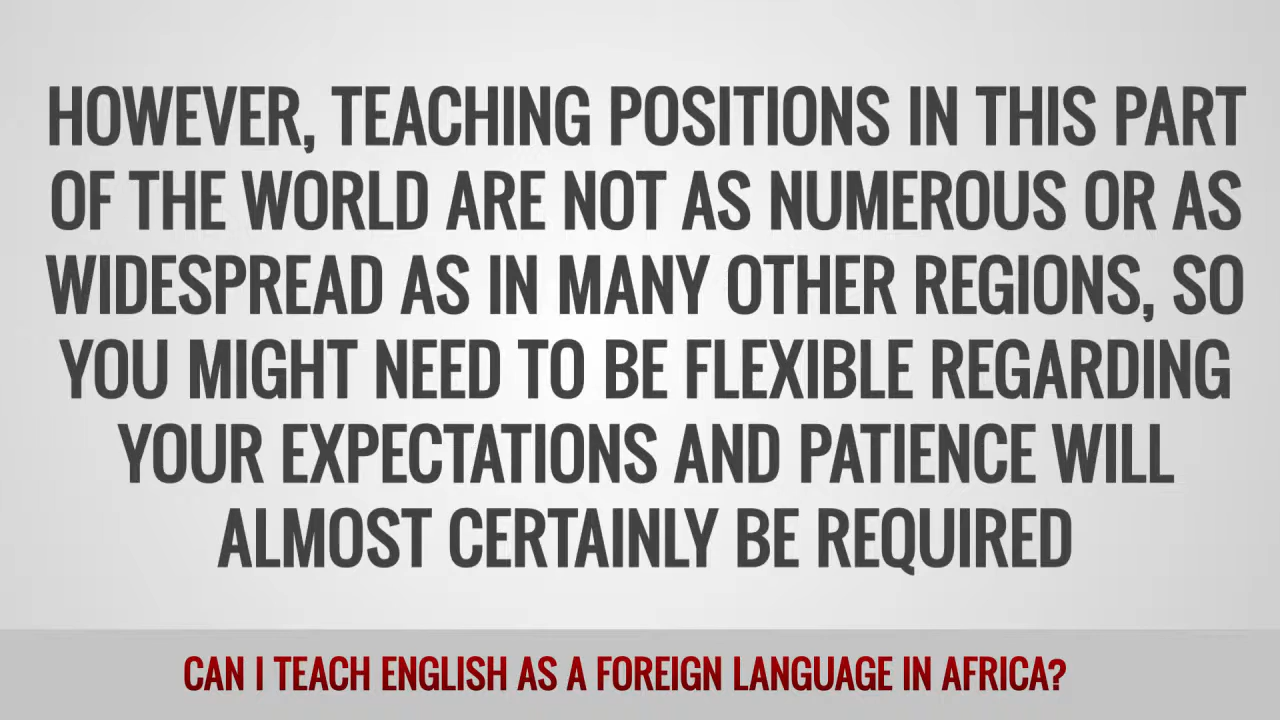 HOWEVER, TEACHING POSITIONS IN THIS PART
OF THE WORLD ARE NOT AS NUMEROUS OR AS
WIDESPREAD AS IN MANY OTHER REGIONS, SO
YOU MIGHT NEED TO BE FLEXIBLE REGARDING
YOUR EXPECTATIONS AND PATIENCE WILL
ALMOST CERTAINLY BE REQUIRED
CAN I TEACH ENGLISH AS A FOREIGN LANGUAGE IN AFRICA?